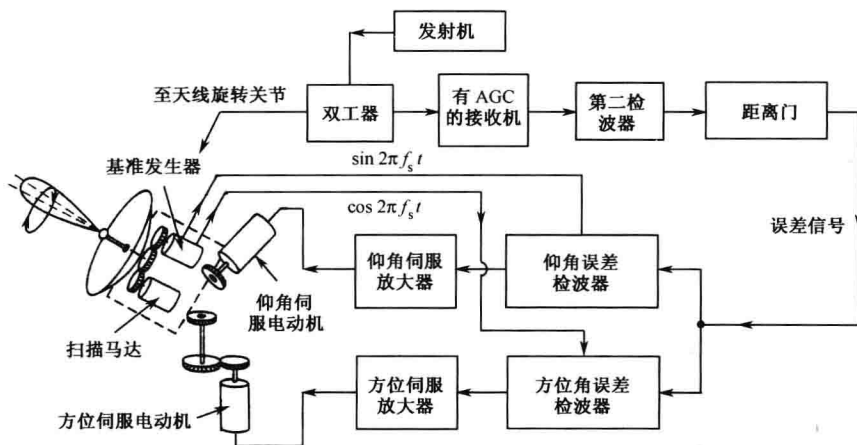 发射机
至天线旋转关节
双工器
有 AGC
的接收机
第二检
波器
距离门
基准发生器
sin 2π fₛ t
cos 2π fₛ t
误差信号
仰角伺服
放大器
仰角误差
检波器
仰角伺
服电动机
扫描马达
方位伺服
放大器
方位角误差
检波器
方位伺服电动机